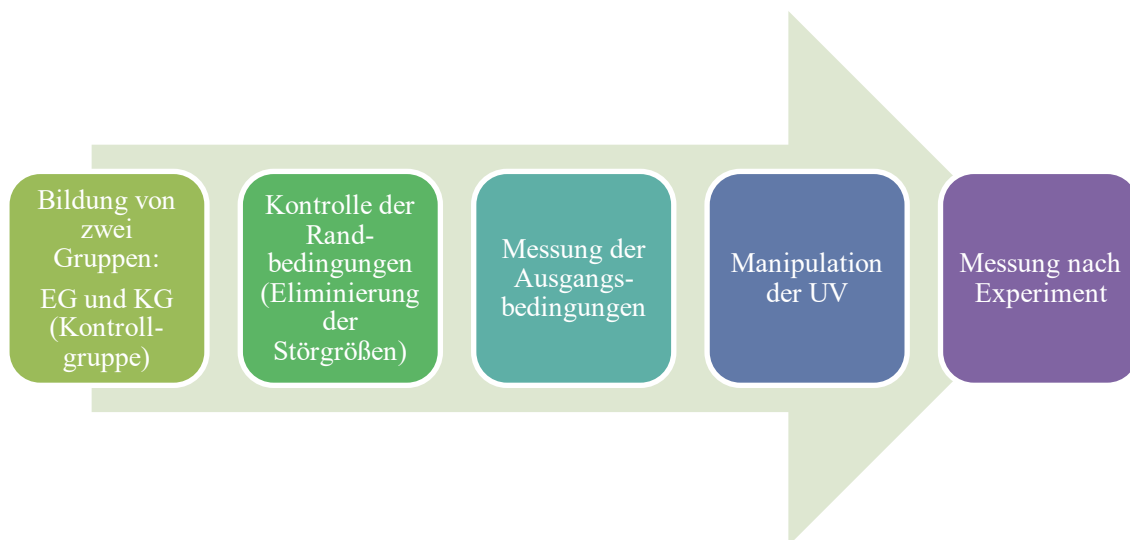 Bildung von
zwei
Gruppen:
EG und KG
(Kontroll-
gruppe)
Kontrolle der
Rand-
bedingungen
(Eliminierung
der
Störgrößen)
Messung der
Ausgangs-
bedingungen
Manipulation
der UV
Messung nach
Experiment